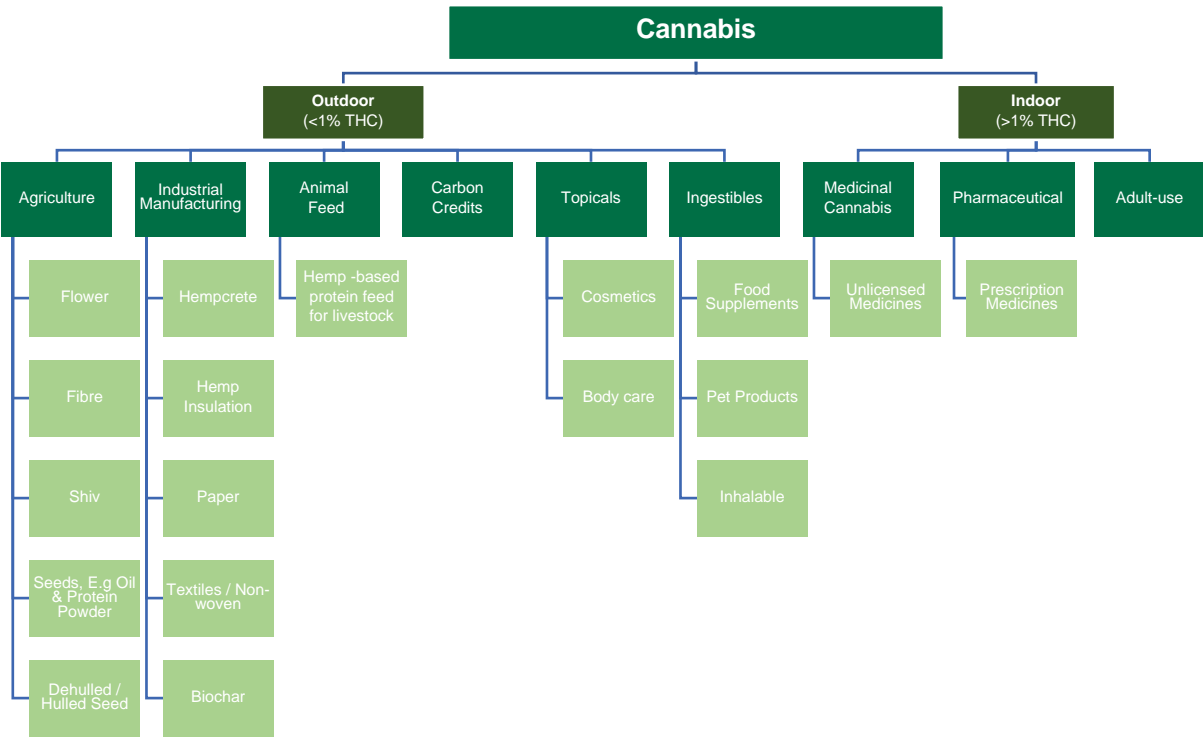 Cannabis
Outdoor
(<1% THC)
Indoor
(>1% THC)
Agriculture
Industrial
Manufacturing
Animal
Feed
Carbon
Credits
Topicals
Ingestibles
Medicinal
Cannabis
Pharmaceutical
Adult-use
Flower
Hempcrete
Hemp -based
protein feed
for livestock
Cosmetics
Food
Supplements
Unlicensed
Medicines
Prescription
Medicines
Fibre
Hemp
Insulation
Body care
Pet Products
Shiv
Paper
Inhalable
Seeds, E.g Oil
& Protein
Powder
Textiles / Non-
woven
Dehulled /
Hulled Seed
Biochar